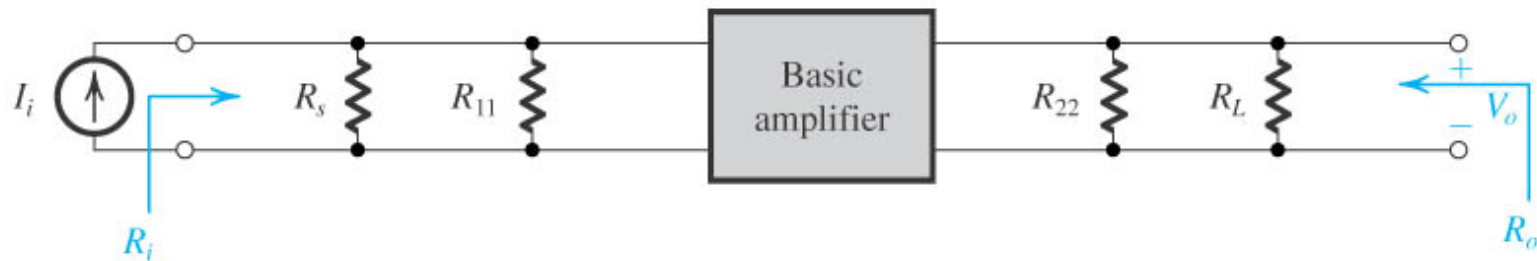 I_i
R_s
R_11
Basic
amplifier
R_22
R_L
+
V_o
−
R_i
R_o